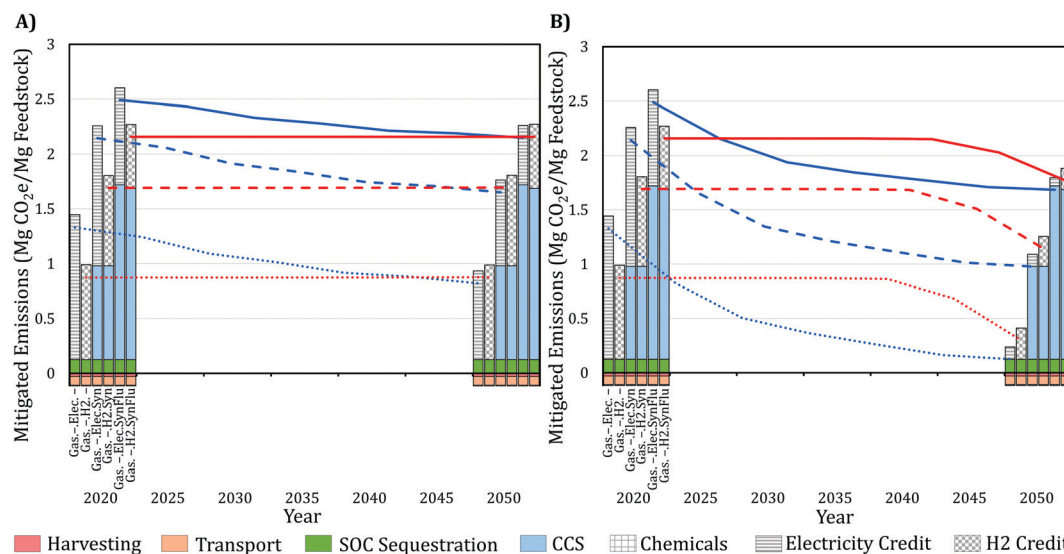 A)
Mitigated Emissions (Mg CO2e/Mg Feedstock)
3
2.5
2
1.5
1
0.5
0
Gas.−.Elec. −
Gas. −.H2. −
Gas. −.Elec.Syn
Gas. −.H2.Syn
Gas. −.Elec.SynFlu
Gas. −.H2.SynFlu
2020 2025 2030 2035 2040 2045 2050
Year
B)
Mitigated Emissions (Mg CO2e/Mg Feedstock)
3
2.5
2
1.5
1
0.5
0
Gas.−.Elec. −
Gas. −.H2. −
Gas. −.Elec.Syn
Gas. −.H2.Syn
Gas. −.Elec.SynFlu
Gas. −.H2.SynFlu
2020 2025 2030 2035 2040 2045 2050
Year
Harvesting Transport SOC Sequestration CCS Chemicals Electricity Credit H2 Credi